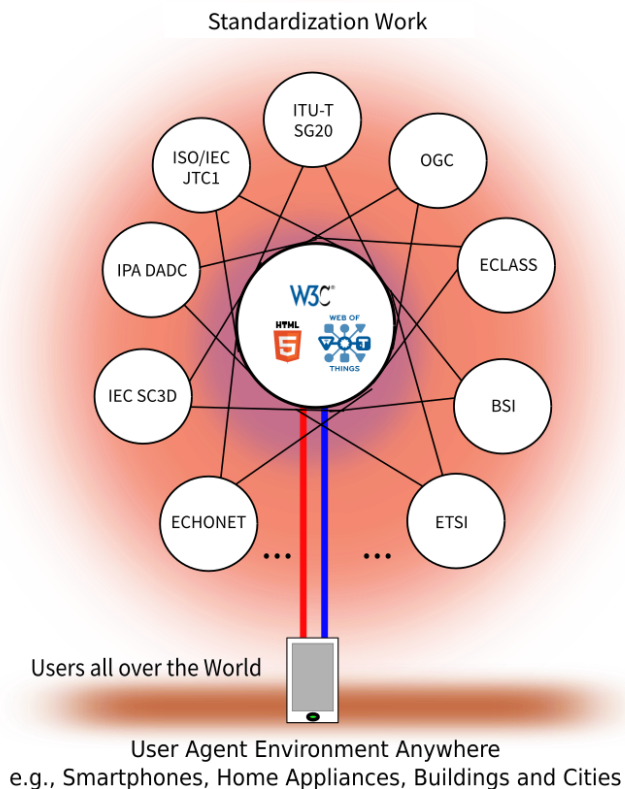 Standardization Work
ITU-T
SG20
ISO/IEC
JTC1
OGC
IPA DADC
ECLASS
W3C®
HTML
5
WEB OF
W T
THINGS
IEC SC3D
BSI
ECHONET
ETSI
... ...
Users all over the World
User Agent Environment Anywhere
e.g., Smartphones, Home Appliances, Buildings and Cities